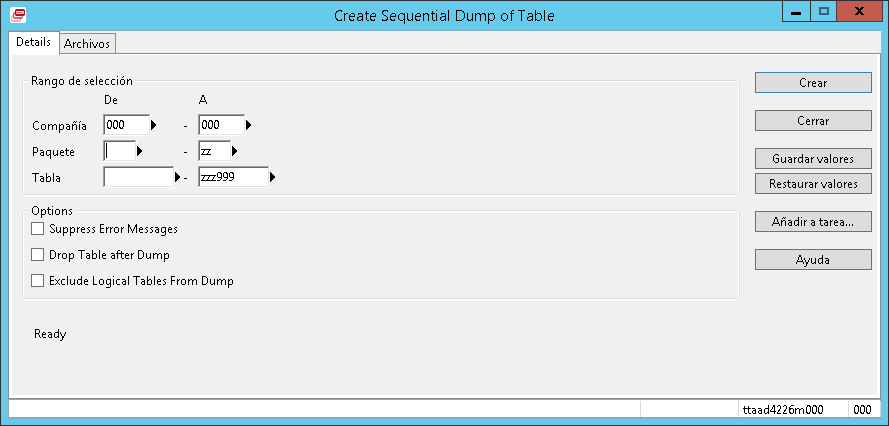 Create Sequential Dump of Table
Details Archivos
Rango de selección
De A
Compañía 000 - 000
Paquete - zz
Tabla - zzz999
Options
Suppress Error Messages
Drop Table after Dump
Exclude Logical Tables From Dump
Ready
Crear
Cerrar
Guardar valores
Restaurar valores
Añadir a tarea...
Ayuda
ttaad4226m000 000